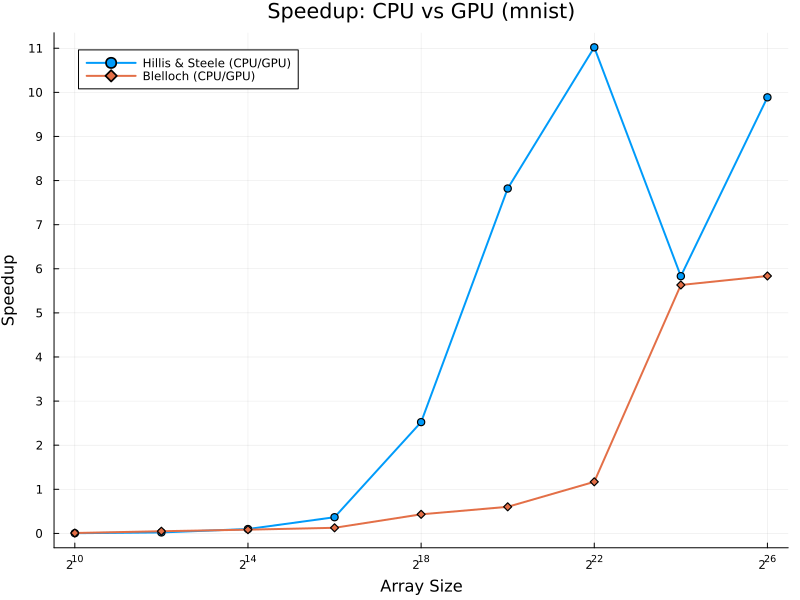 Speedup: CPU vs GPU (mnist)
Hillis & Steele (CPU/GPU)
Blelloch (CPU/GPU)
11
10
9
8
7
6
5
4
3
2
1
0
Speedup
2^10 2^14 2^18 2^22 2^26
Array Size